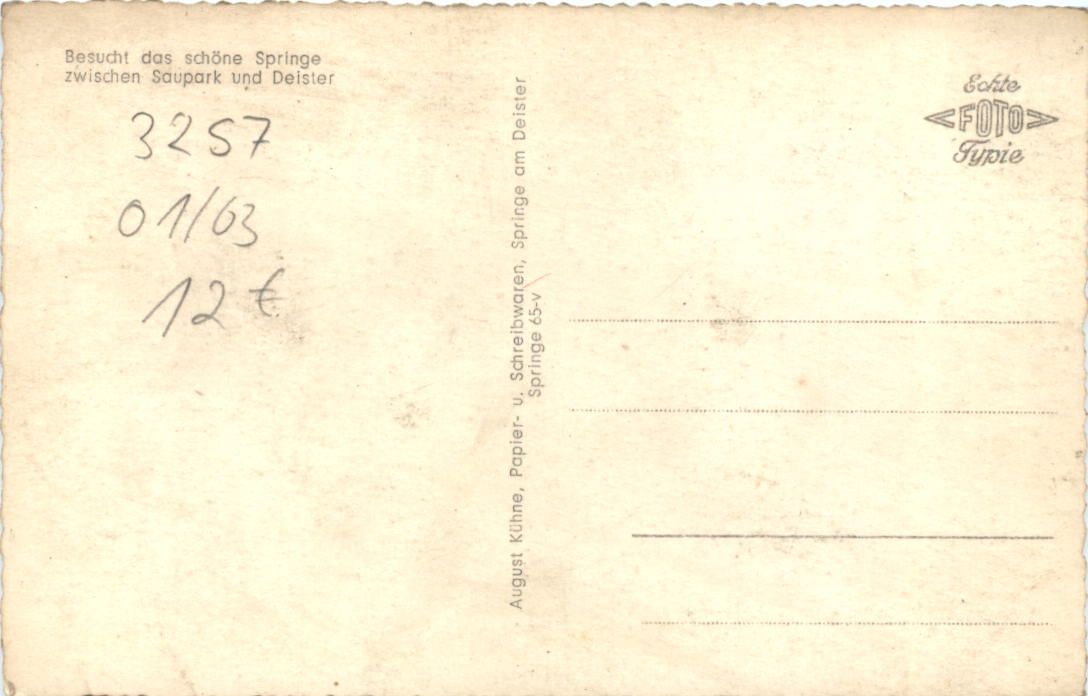 Besucht das schöne Springe
zwischen Saupark und Deister
3257
01/63
12 €
August Kühne, Papier- u. Schreibwaren, Springe am Deister
Springe 65-v
Echte
FOTO
Typie